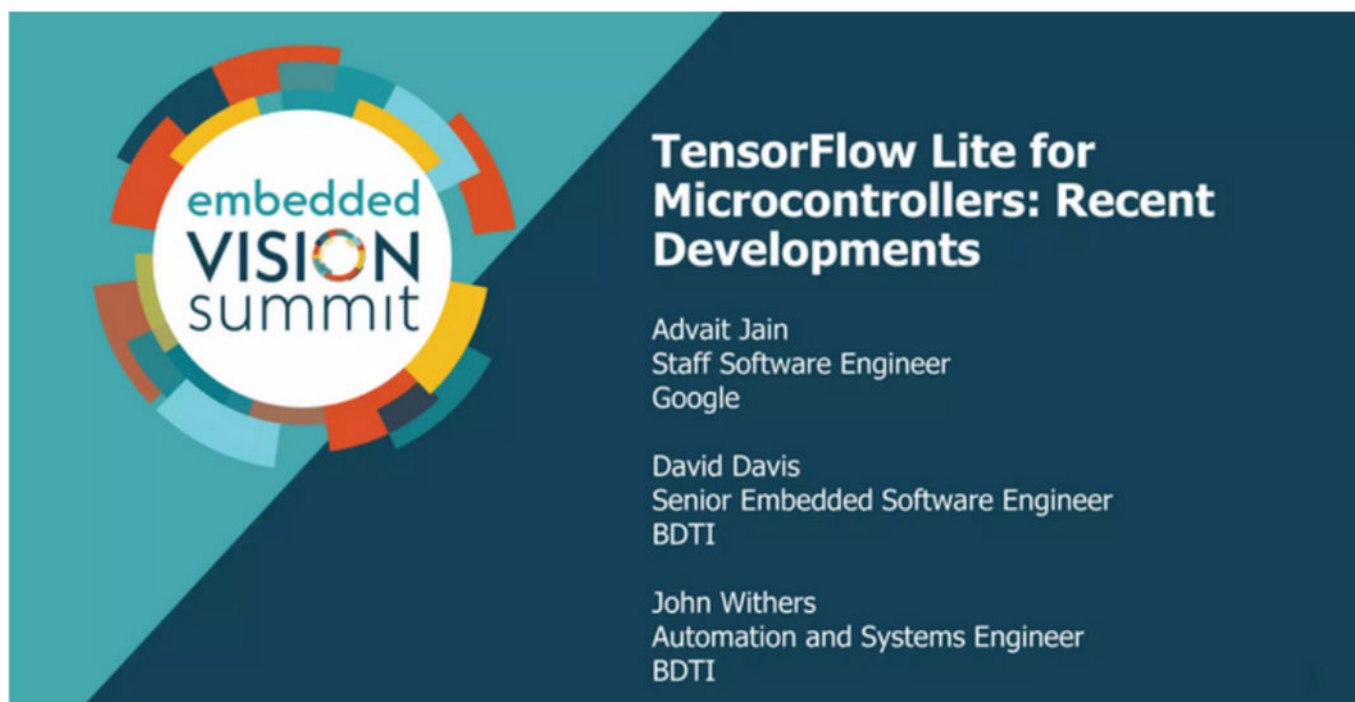 embedded
VISION
summit
TensorFlow Lite for
Microcontrollers: Recent
Developments
Advait Jain
Staff Software Engineer
Google
David Davis
Senior Embedded Software Engineer
BDTI
John Withers
Automation and Systems Engineer
BDTI